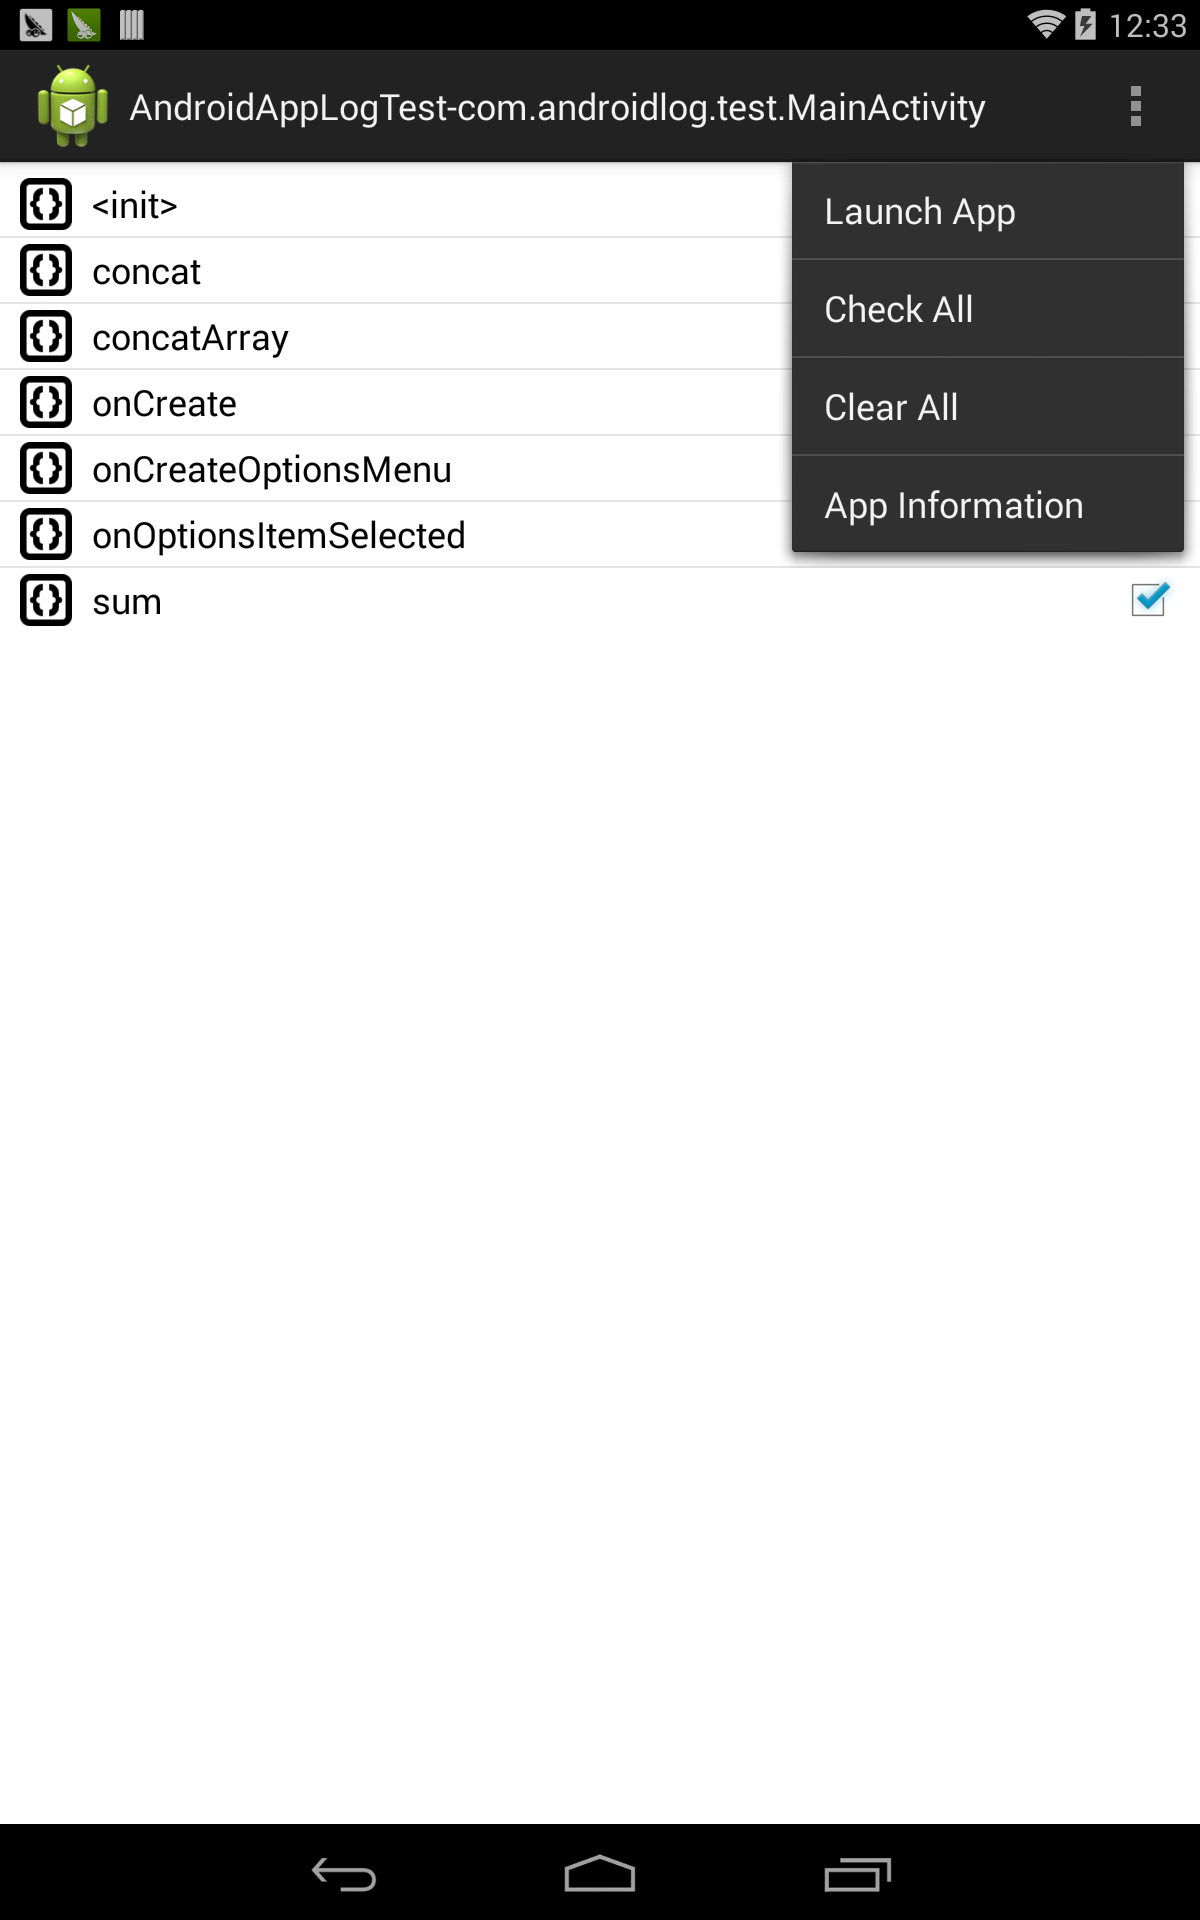 12:33
AndroidAppLogTest-com.androidlog.test.MainActivity
<init>
concat
concatArray
onCreate
onCreateOptionsMenu
onOptionsItemSelected
sum
Launch App
Check All
Clear All
App Information